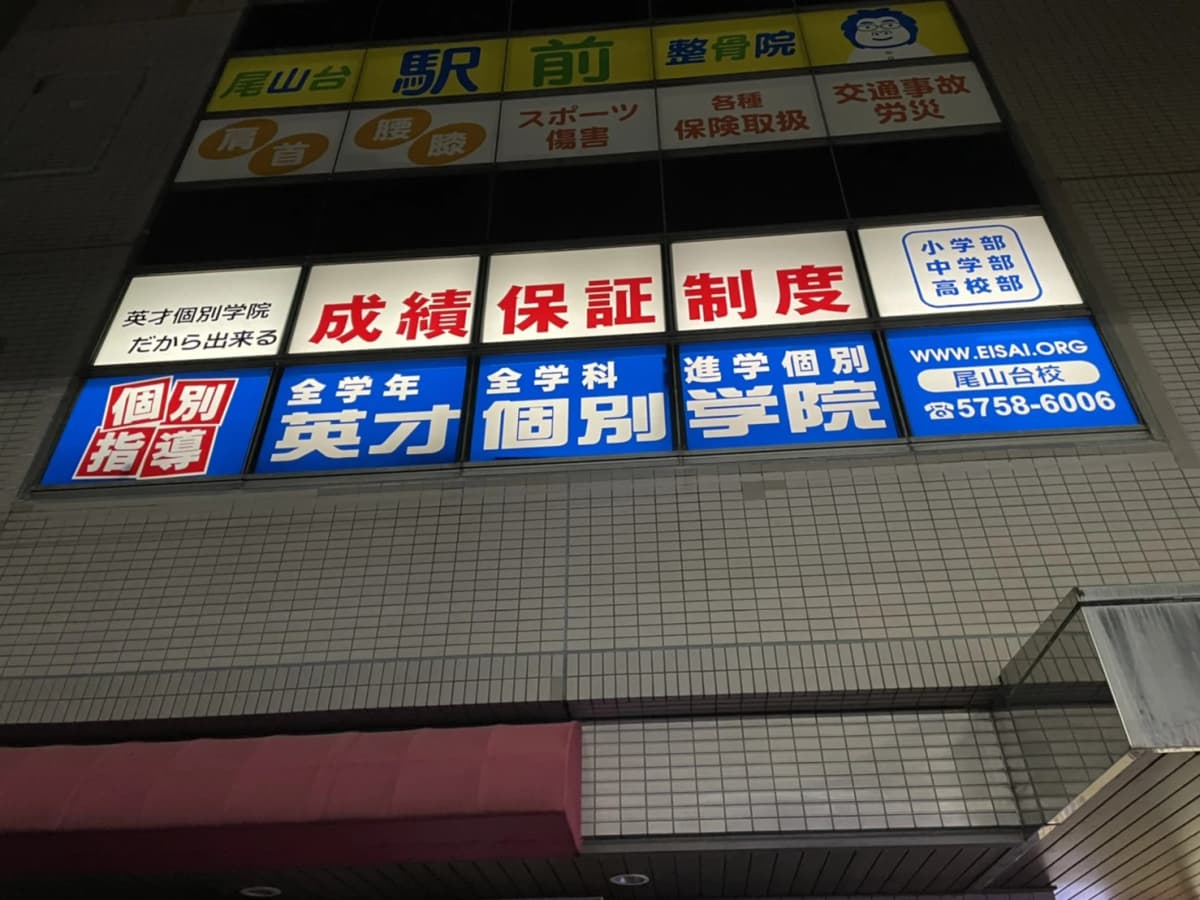 尾山台駅前整骨院
肩 首 腰 膝 スポーツ傷害 各種保険取扱 交通事故労災
英才個別学院
だから出来る
成績保証制度
小学部
中学部
高校部
個別
指導
全学年 全学科 進学個別
英才個別学院
WWW.EISAI.ORG
尾山台校
☎5758-6006